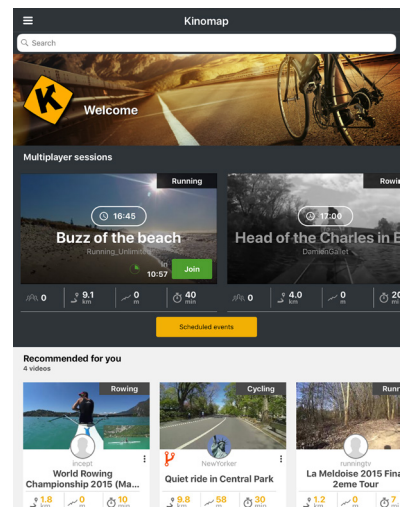 Kinomap
Search
Welcome
Multiplayer sessions
Running
16:45
Buzz of the beach
Running_Unlimited
in
10:57
Join
0
9.1
km
0
m
40
min
17:00
Head of the Charles in
DamienGallet
0
4.0
km
0
m
Scheduled events
Recommended for you
4 videos
Rowing
incept
World Rowing
Championship 2015 (Ma...
1.8
km
0
m
10
min
Cycling
NewYorker
Quiet ride in Central Park
9.8
km
58
m
30
min
runningtv
La Meldoise 2015
2eme Tour
1.2
km
0
m
7